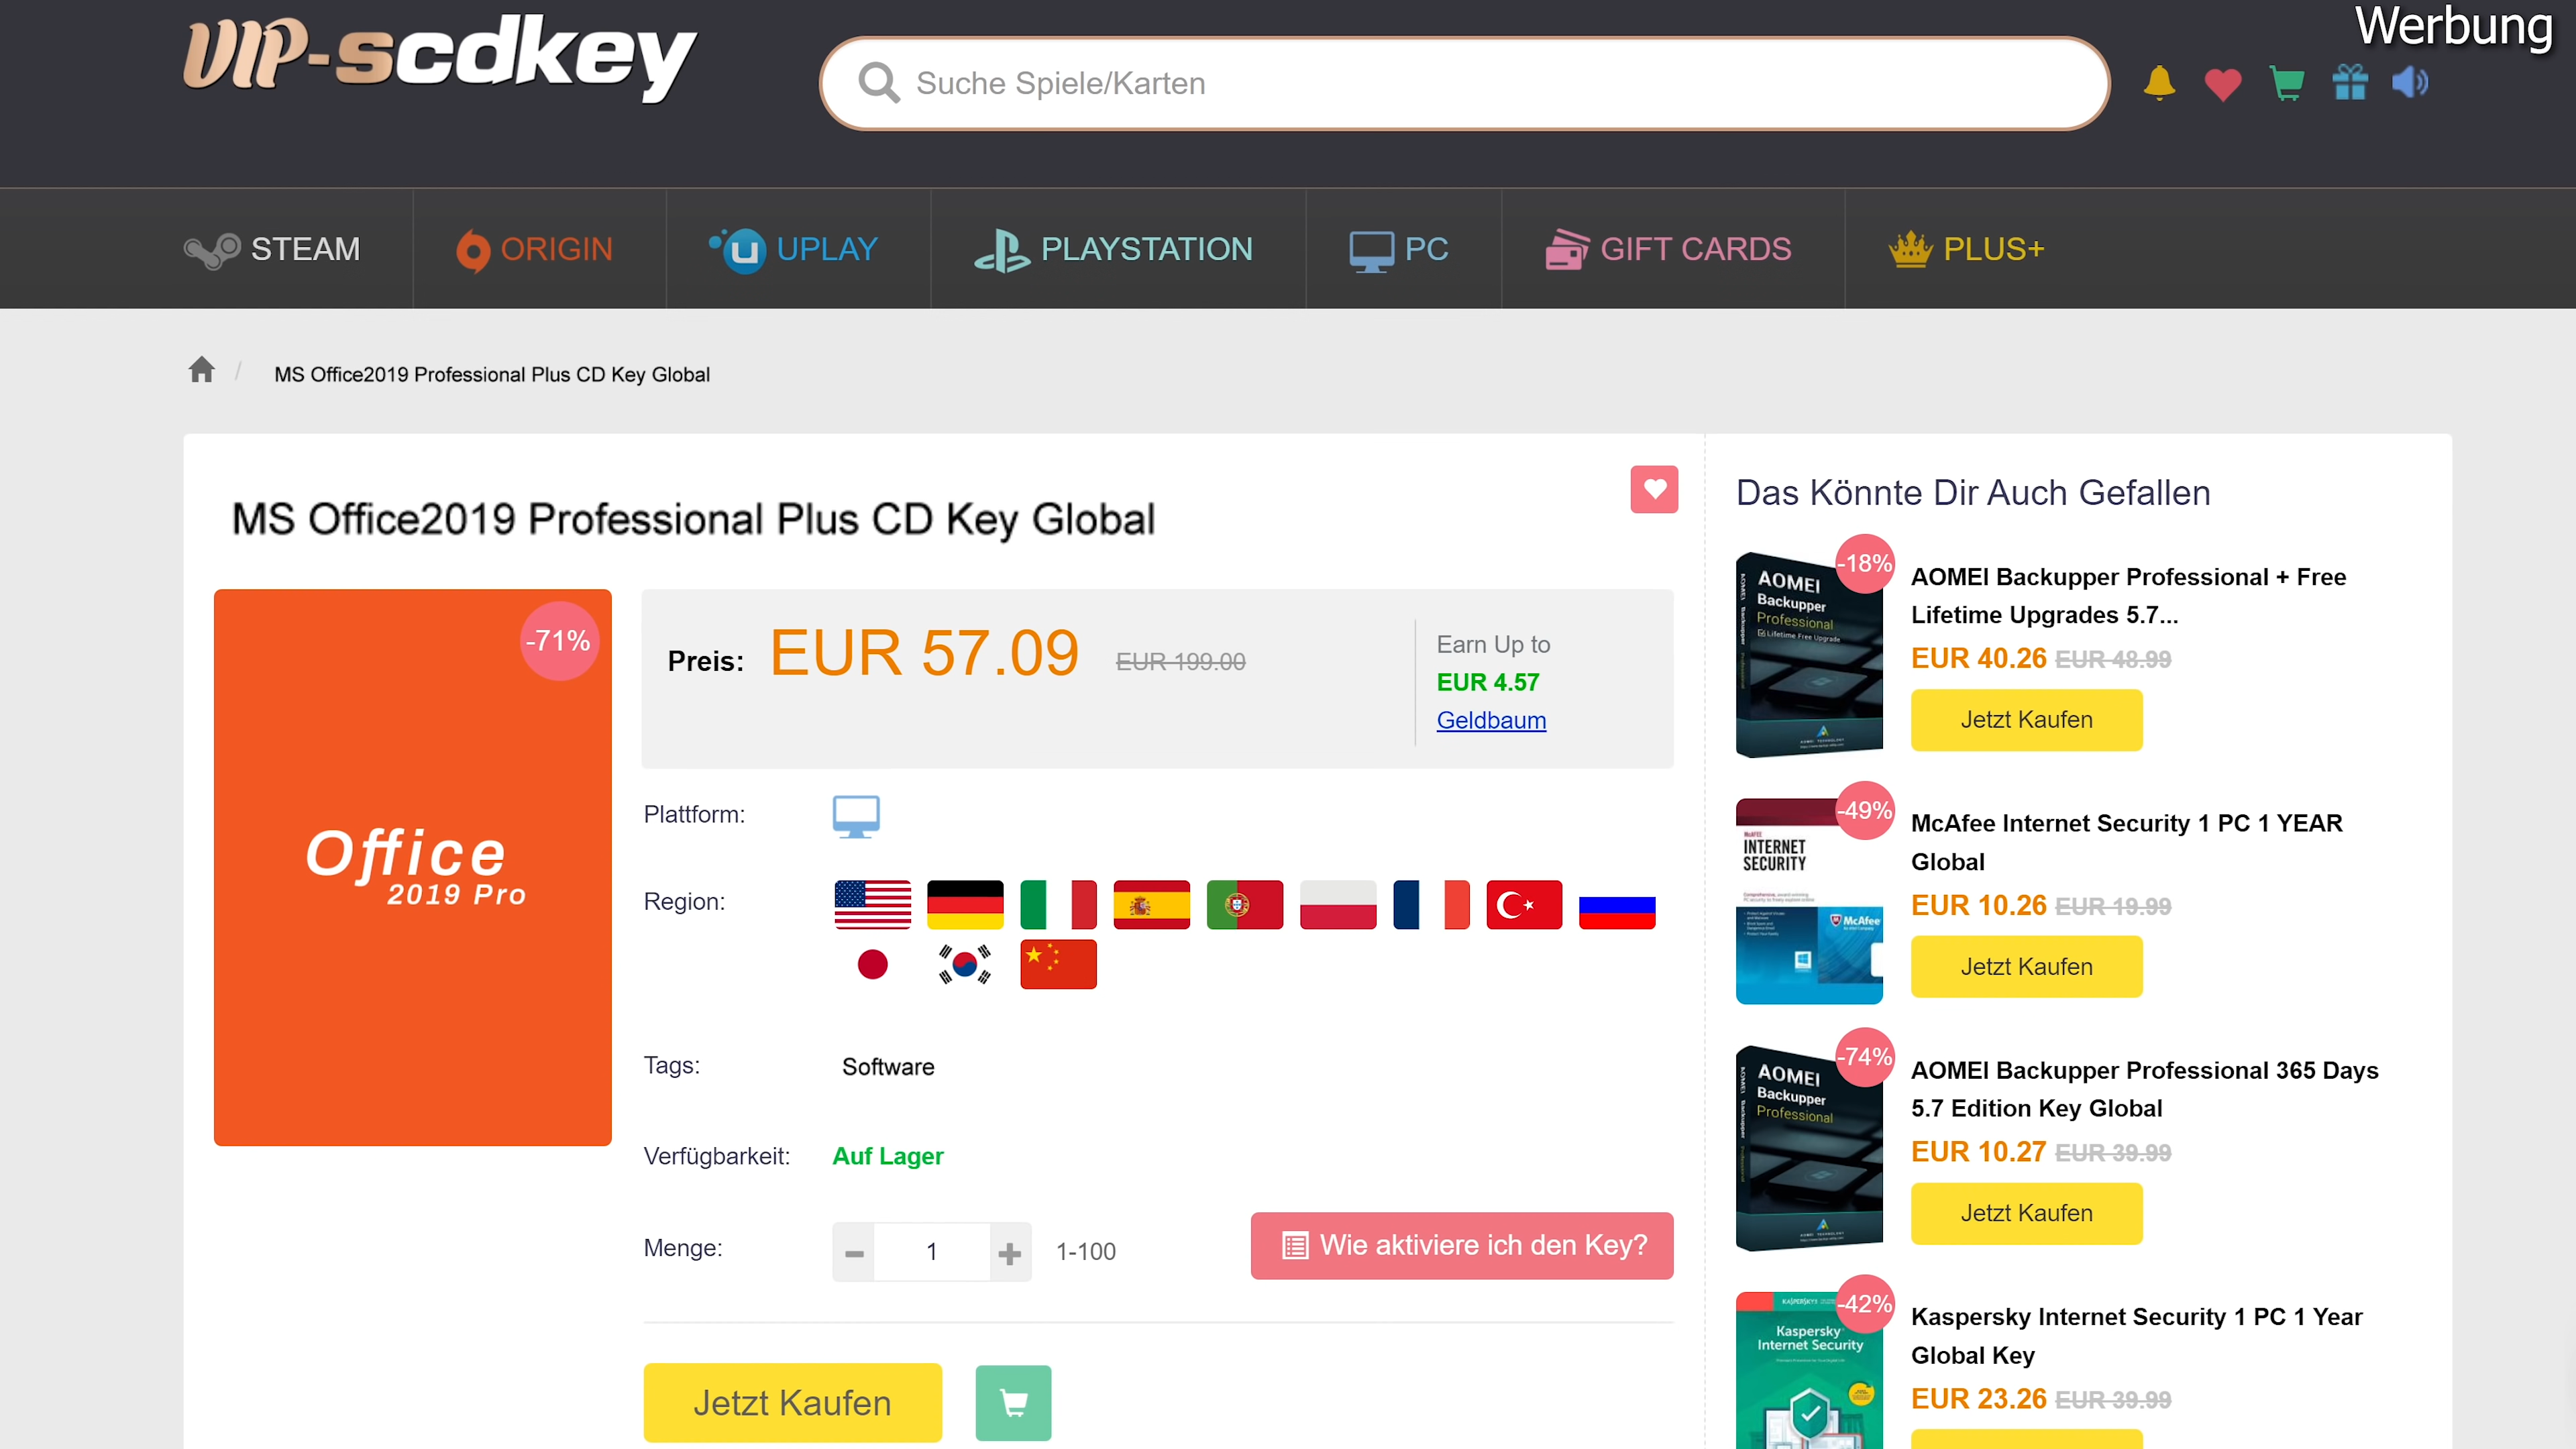 Werbung
VIP-scdkey
Suche Spiele/Karten
STEAM
ORIGIN
UPLAY
PLAYSTATION
PC
GIFT CARDS
PLUS+
/ MS Office2019 Professional Plus CD Key Global
MS Office2019 Professional Plus CD Key Global
-71%
Office
2019 Pro
Preis: EUR 57.09 EUR 199.00
Earn Up to
EUR 4.57
Geldbaum
Plattform:
Region:
Tags: Software
Verfügbarkeit: Auf Lager
Menge: 1 1-100
Wie aktiviere ich den Key?
Jetzt Kaufen
Das Könnte Dir Auch Gefallen
-18%
AOMEI
Backupper
Professional
Lifetime Free Upgrade
AOMEI Backupper Professional + Free
Lifetime Upgrades 5.7...
EUR 40.26 EUR 48.99
Jetzt Kaufen
-49%
INTERNET
SECURITY
McAfee
McAfee Internet Security 1 PC 1 YEAR
Global
EUR 10.26 EUR 19.99
Jetzt Kaufen
-74%
AOMEI
Backupper
Professional
AOMEI Backupper Professional 365 Days
5.7 Edition Key Global
EUR 10.27 EUR 39.99
Jetzt Kaufen
-42%
Kaspersky
Internet Security
Kaspersky Internet Security 1 PC 1 Year
Global Key
EUR 23.26 EUR 39.99